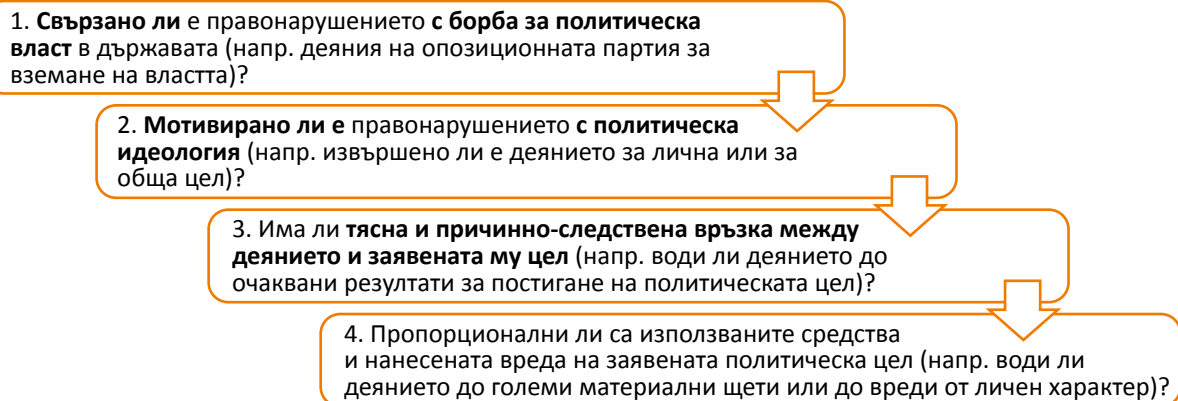 1. Свързано ли е правонарушението с борба за политическа
власт в държавата (напр. деяния на опозиционната партия за
вземане на властта)?
2. Мотивирано ли е правонарушението с политическа
идеология (напр. извършено ли е деянието за лична или за
обща цел)?
3. Има ли тясна и причинно-следствена връзка между
деянието и заявената му цел (напр. води ли деянието до
очаквани резултати за постигане на политическата цел)?
4. Пропорционални ли са използваните средства
и нанесената вреда на заявената политическа цел (напр. води ли
деянието до големи материални щети или до вреди от личен характер)?